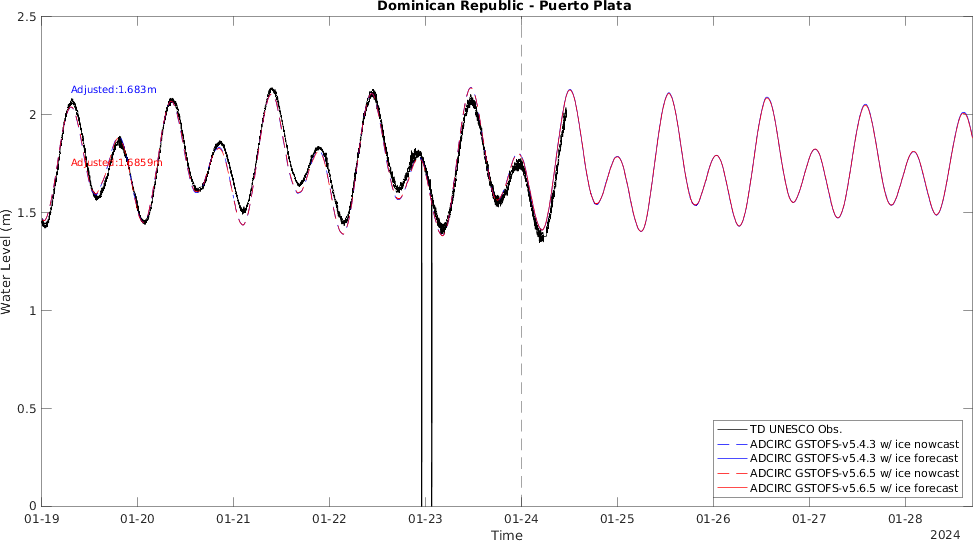 Dominican Republic - Puerto Plata
2.5
2
1.5
1
0.5
0
Water Level (m)
Adjusted:1.683m
Adjusted:1.6859m
TD UNESCO Obs.
ADCIRC GSTOFS-v5.4.3 w/ ice nowcast
ADCIRC GSTOFS-v5.4.3 w/ ice forecast
ADCIRC GSTOFS-v5.6.5 w/ ice nowcast
ADCIRC GSTOFS-v5.6.5 w/ ice forecast
01-19 01-20 01-21 01-22 01-23 01-24 01-25 01-26 01-27 01-28
Time
2024